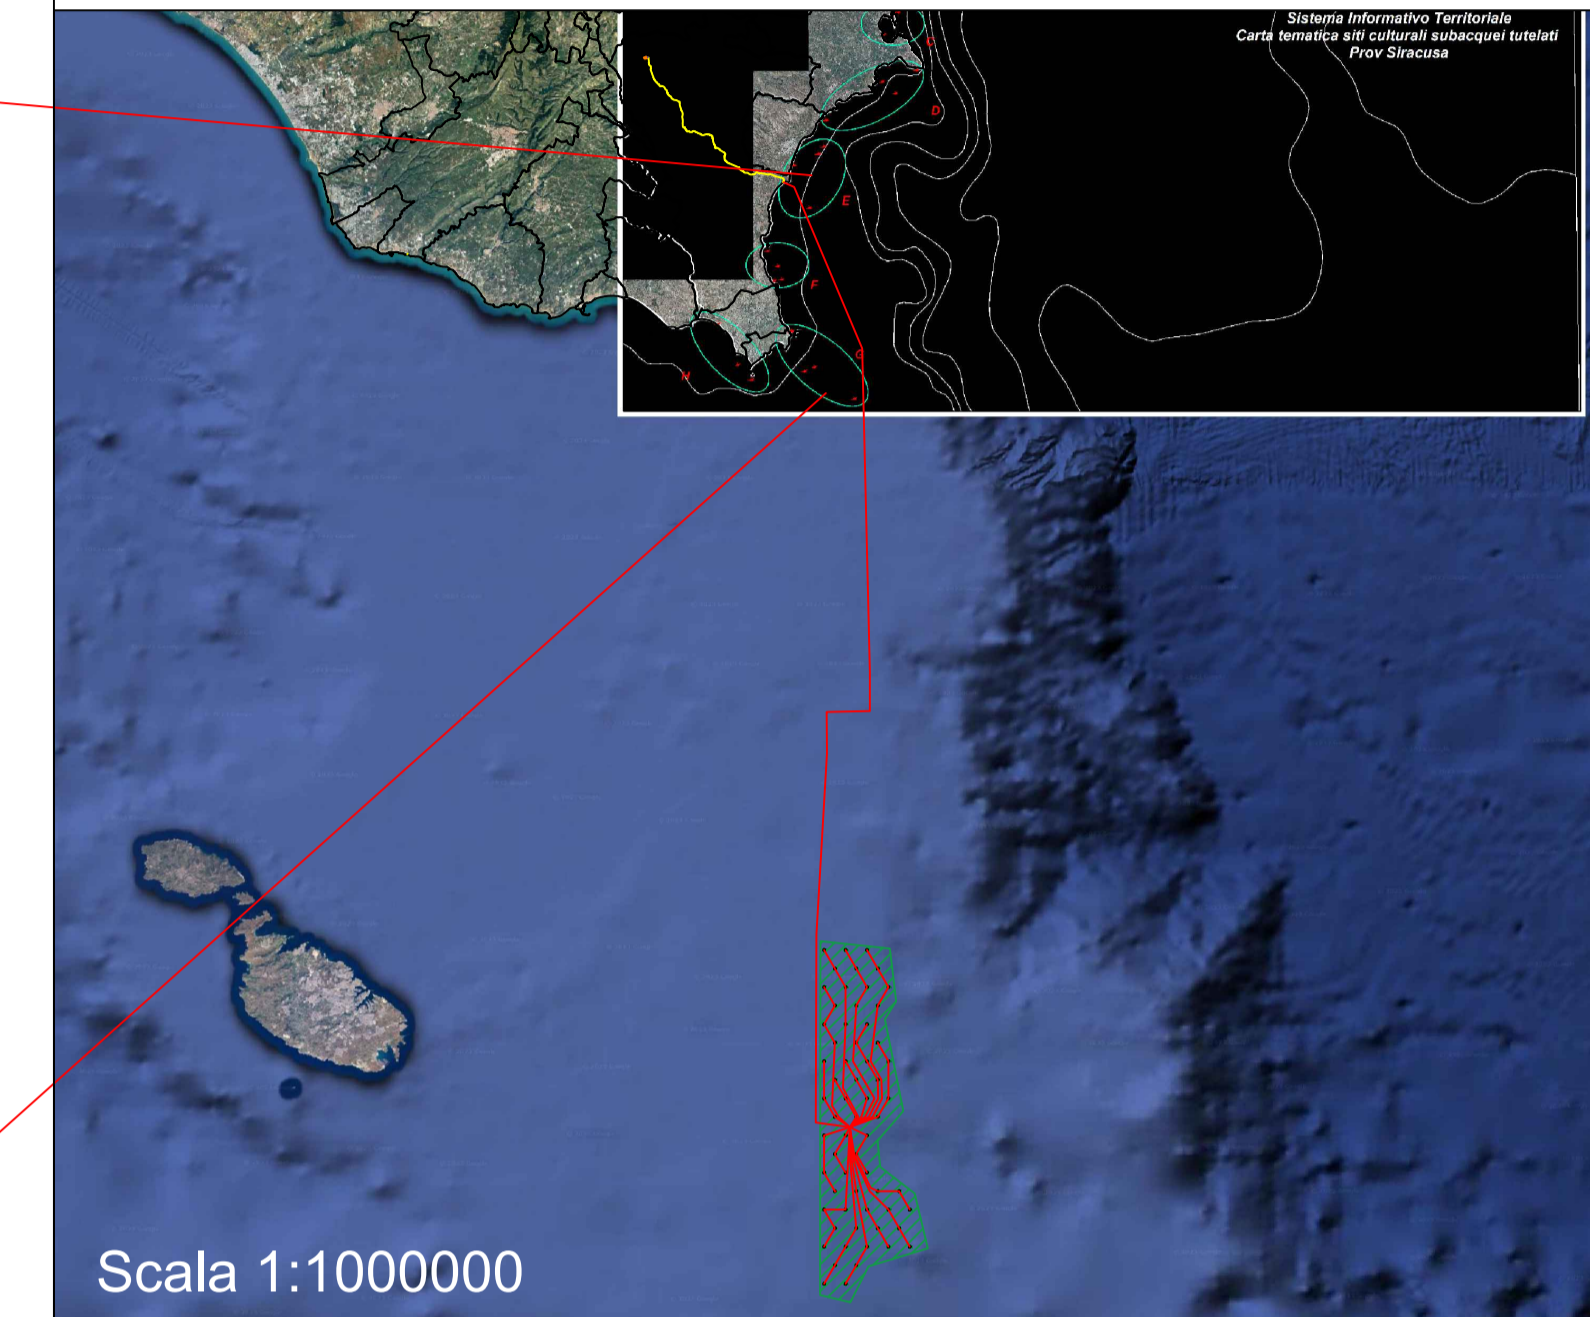 Sistema Informativo Territoriale
Carta tematica siti culturali subacquei tutelati
Prov Siracusa
C
D
E
F
G
H
Scala 1:1000000